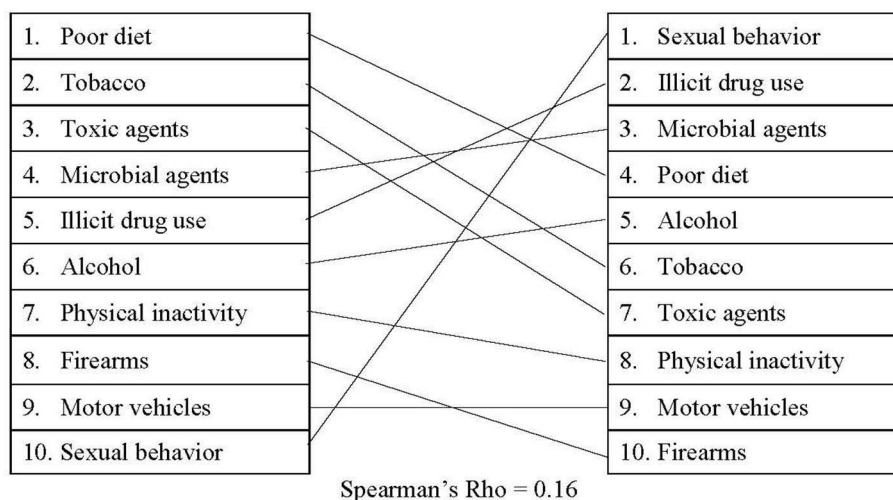 1. Poor diet
2. Tobacco
3. Toxic agents
4. Microbial agents
5. Illicit drug use
6. Alcohol
7. Physical inactivity
8. Firearms
9. Motor vehicles
10. Sexual behavior
1. Sexual behavior
2. Illicit drug use
3. Microbial agents
4. Poor diet
5. Alcohol
6. Tobacco
7. Toxic agents
8. Physical inactivity
9. Motor vehicles
10. Firearms
Spearman's Rho = 0.16